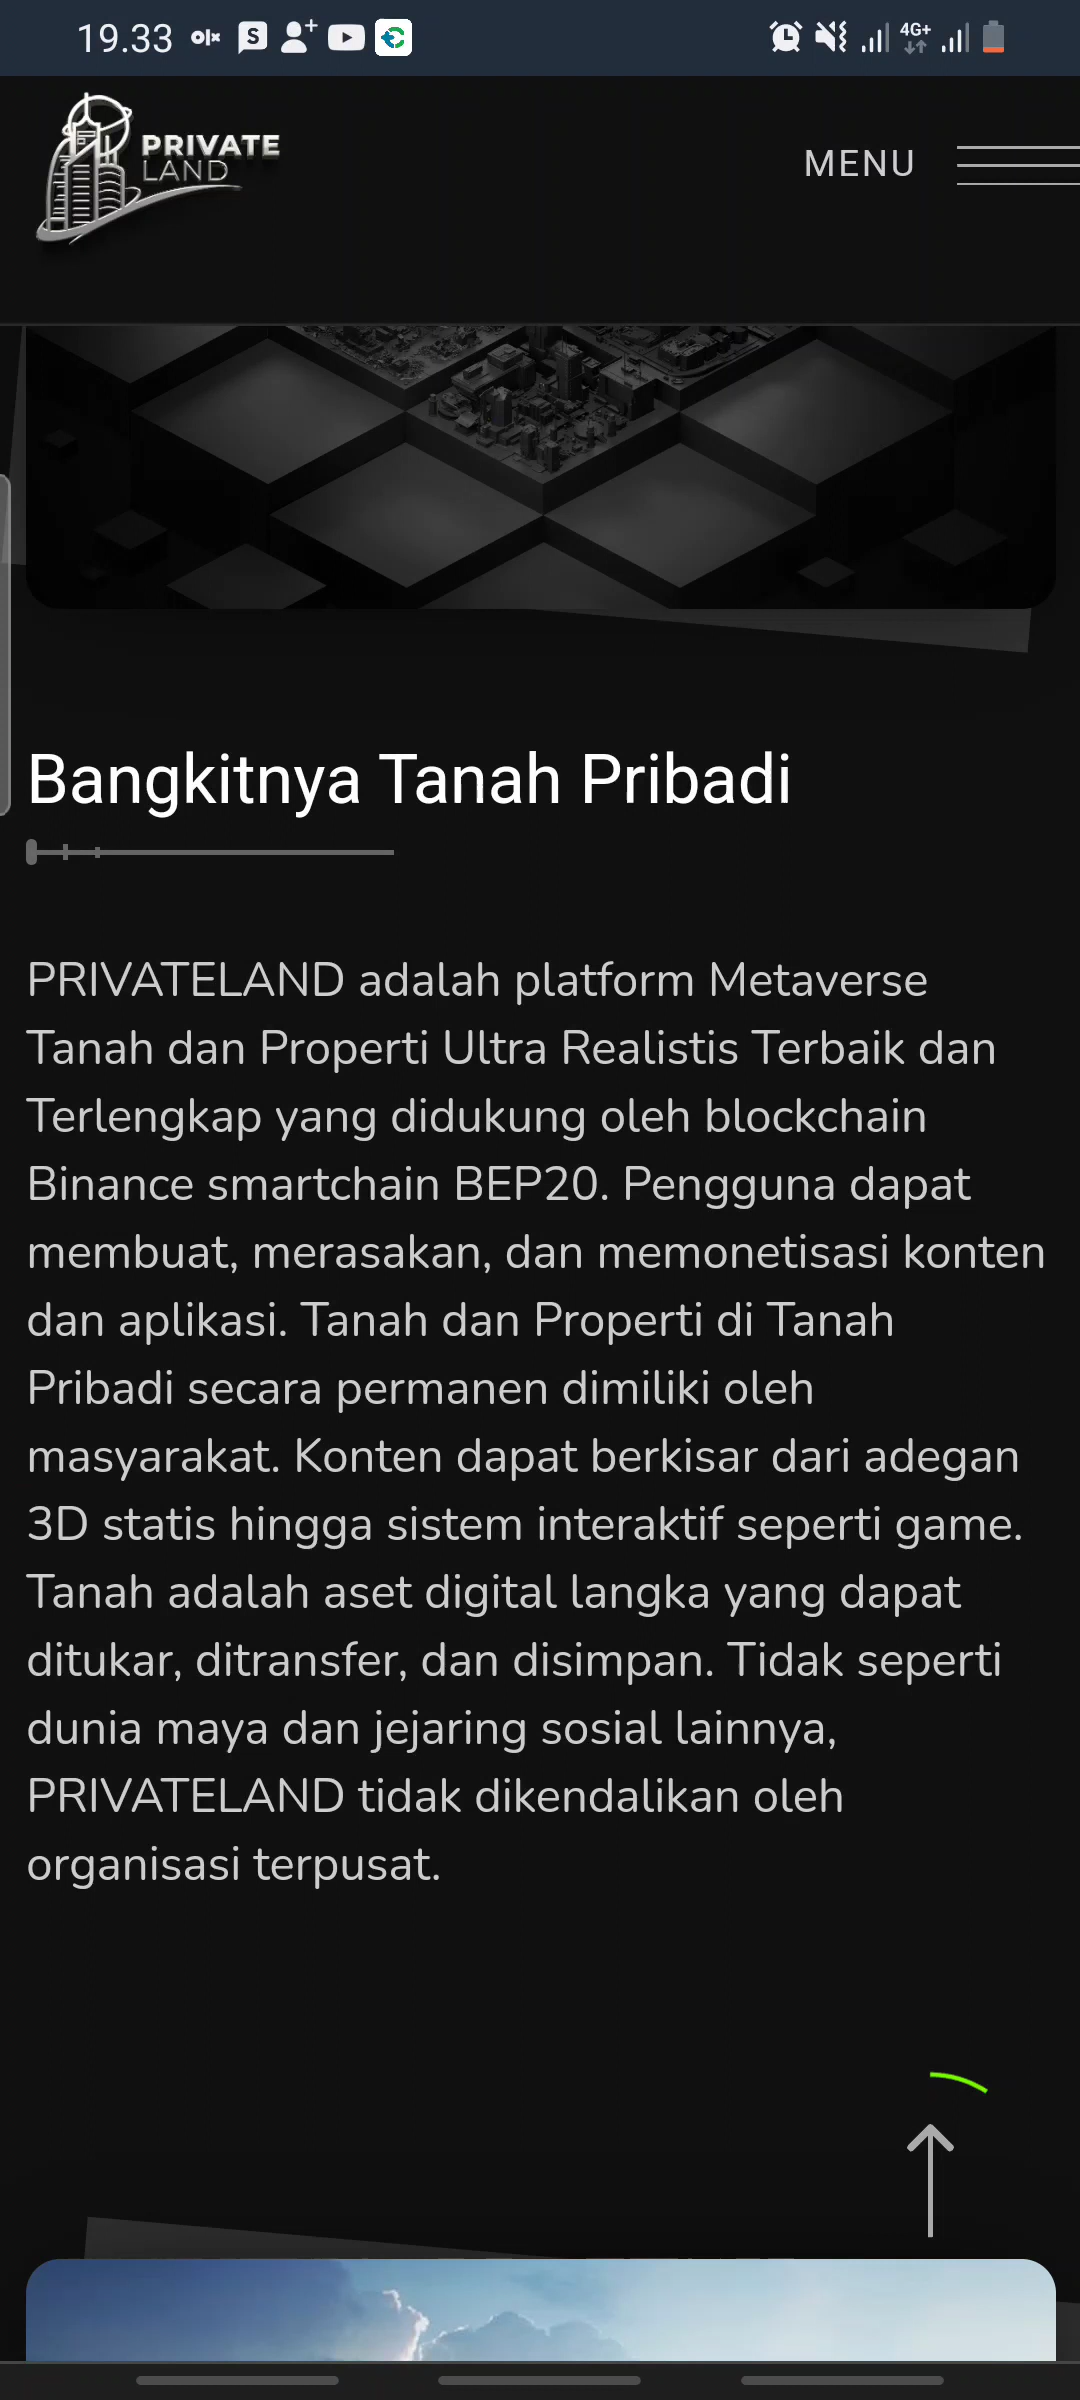 19.33
olx
S
4G+
PRIVATE
LAND
MENU
Bangkitnya Tanah Pribadi
PRIVATELAND adalah platform Metaverse
Tanah dan Properti Ultra Realistis Terbaik dan
Terlengkap yang didukung oleh blockchain
Binance smartchain BEP20. Pengguna dapat
membuat, merasakan, dan memonetisasi konten
dan aplikasi. Tanah dan Properti di Tanah
Pribadi secara permanen dimiliki oleh
masyarakat. Konten dapat berkisar dari adegan
3D statis hingga sistem interaktif seperti game.
Tanah adalah aset digital langka yang dapat
ditukar, ditransfer, dan disimpan. Tidak seperti
dunia maya dan jejaring sosial lainnya,
PRIVATELAND tidak dikendalikan oleh
organisasi terpusat.